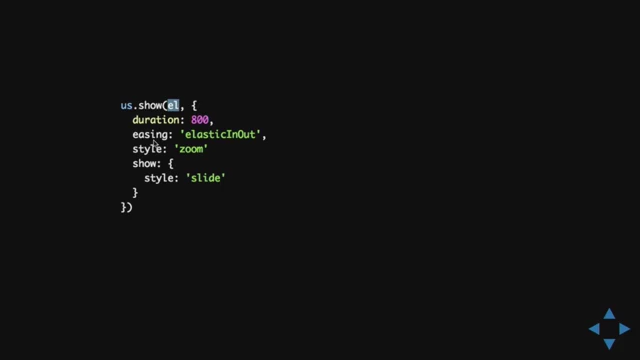 us.show(el, {
duration: 800,
easing: 'elasticInOut',
style: 'zoom'
show: {
style: 'slide'
}
})